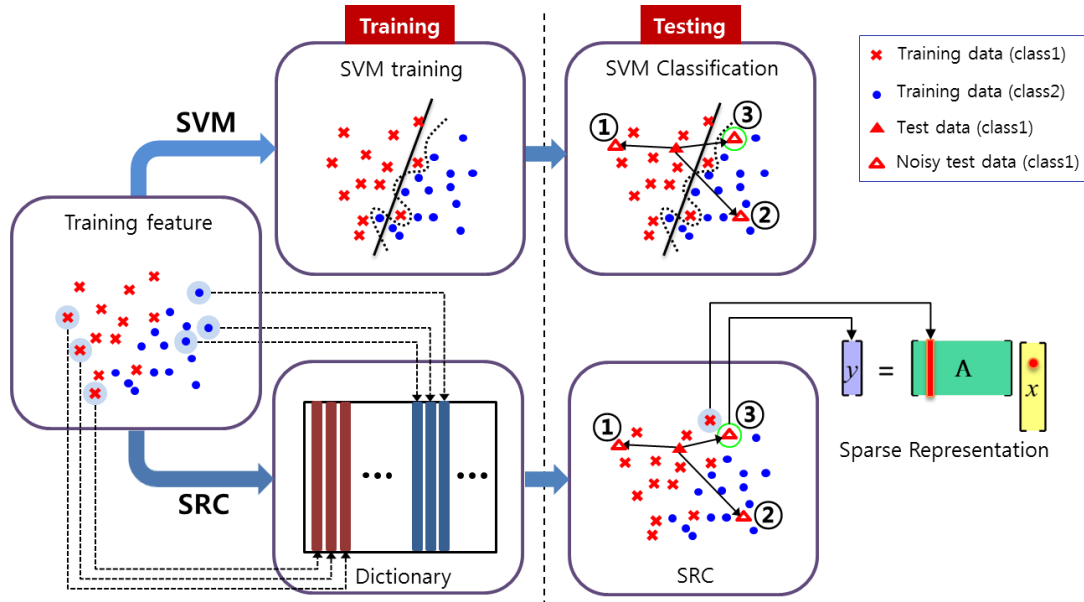 Training
Testing
SVM training
SVM Classification
Training data (class1)
Training data (class2)
Test data (class1)
Noisy test data (class1)
SVM
①
③
②
Training feature
SRC
Dictionary
①
③
②
SRC
y = A x
Sparse Representation